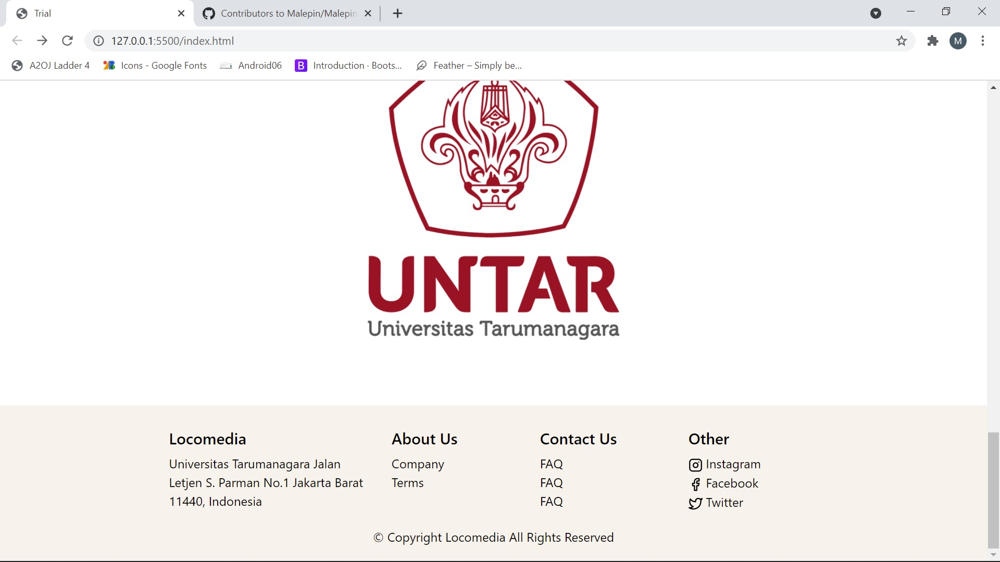 Trial
Contributors to Malepin/Malepin
127.0.0.1:5500/index.html
M
A2OJ Ladder 4
Icons - Google Fonts
Android06
B
Introduction · Boots...
Feather – Simply be...
UNTAR
Universitas Tarumanagara
Locomedia
Universitas Tarumanagara Jalan
Letjen S. Parman No.1 Jakarta Barat
11440, Indonesia
About Us
Company
Terms
Contact Us
FAQ
FAQ
FAQ
Other
Instagram
Facebook
Twitter
© Copyright Locomedia All Rights Reserved